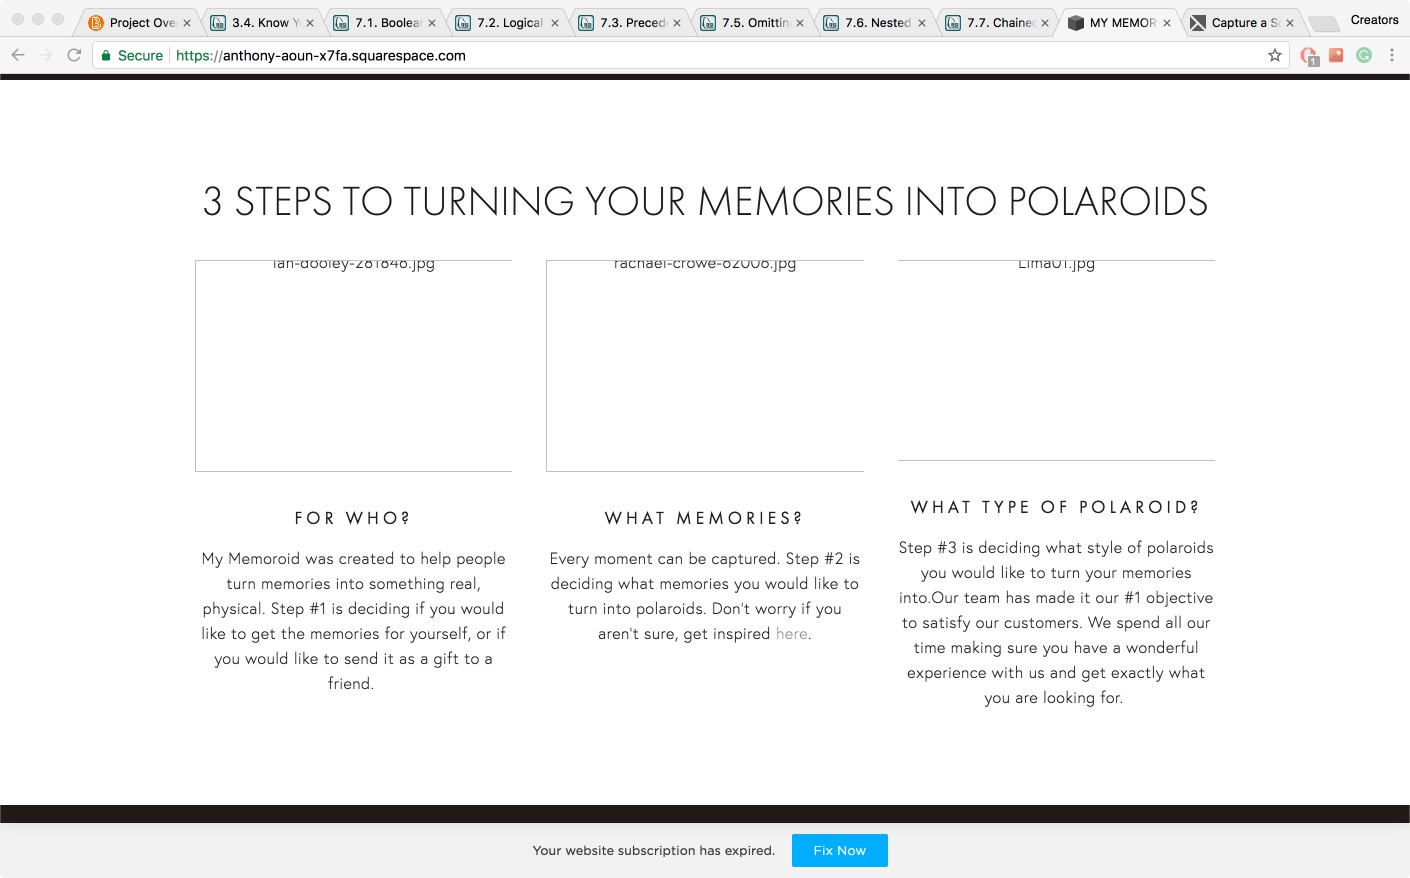 Project Ove
3.4. Know Y
7.1. Boolea
7.2. Logical
7.3. Preced
7.5. Omittin
7.6. Nested
7.7. Chained
MY MEMOR
Capture a Sc
Creators
Secure
https://anthony-aoun-x7fa.squarespace.com
1
3 STEPS TO TURNING YOUR MEMORIES INTO POLAROIDS
ian-dooley-281846.jpg
rachael-crowe-62006.jpg
Lima01.jpg
FOR WHO?
My Memoroid was created to help people
turn memories into something real,
physical. Step #1 is deciding if you would
like to get the memories for yourself, or if
you would like to send it as a gift to a
friend.
WHAT MEMORIES?
Every moment can be captured. Step #2 is
deciding what memories you would like to
turn into polaroids. Don't worry if you
aren't sure, get inspired here.
WHAT TYPE OF POLAROID?
Step #3 is deciding what style of polaroids
you would like to turn your memories
into.Our team has made it our #1 objective
to satisfy our customers. We spend all our
time making sure you have a wonderful
experience with us and get exactly what
you are looking for.
Your website subscription has expired.
Fix Now